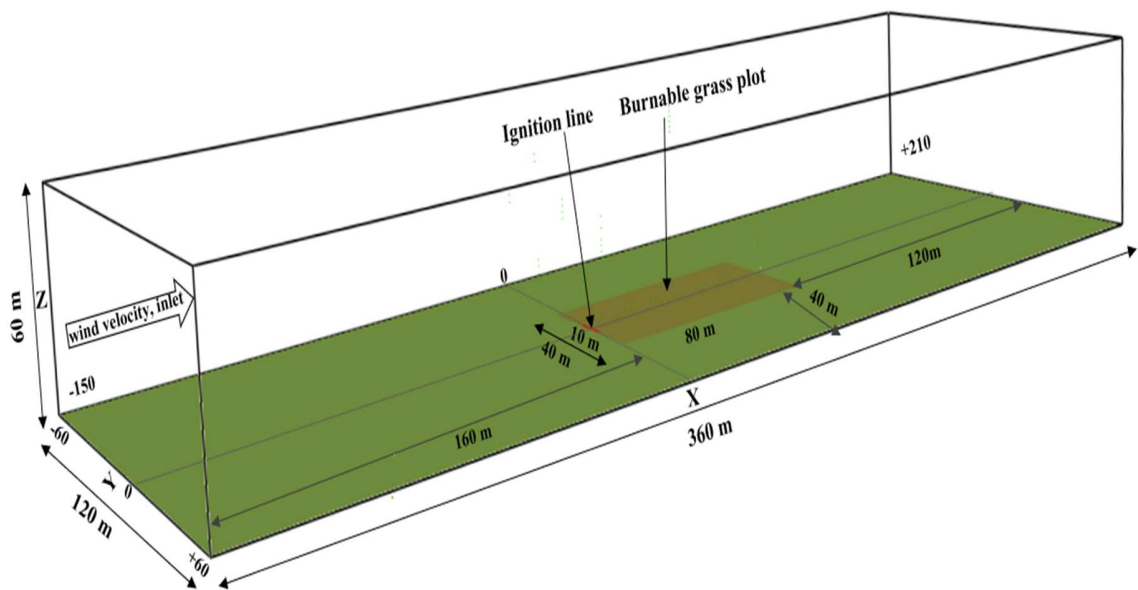 Burnable grass plot
Ignition line
+210
60 m
Z
wind velocity, inlet
0
120m
40 m
10 m
40 m
80 m
-150
X
360 m
160 m
-60
Y
0
120 m
+60